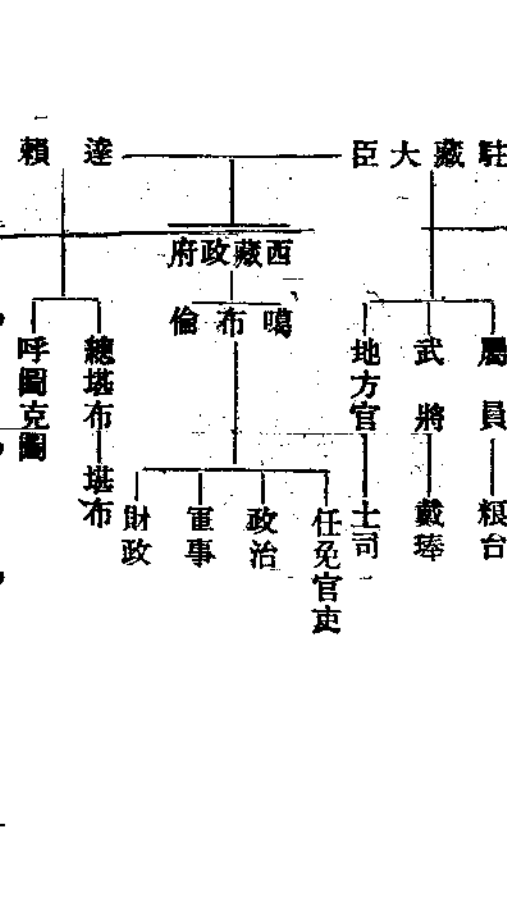 駐藏大臣
達賴
西藏政府
噶布倫
屬員
武將
地方官
總堪布
呼圖克圖
糧台
戴琫
土司
堪布
任免官吏
政治
軍事
財政